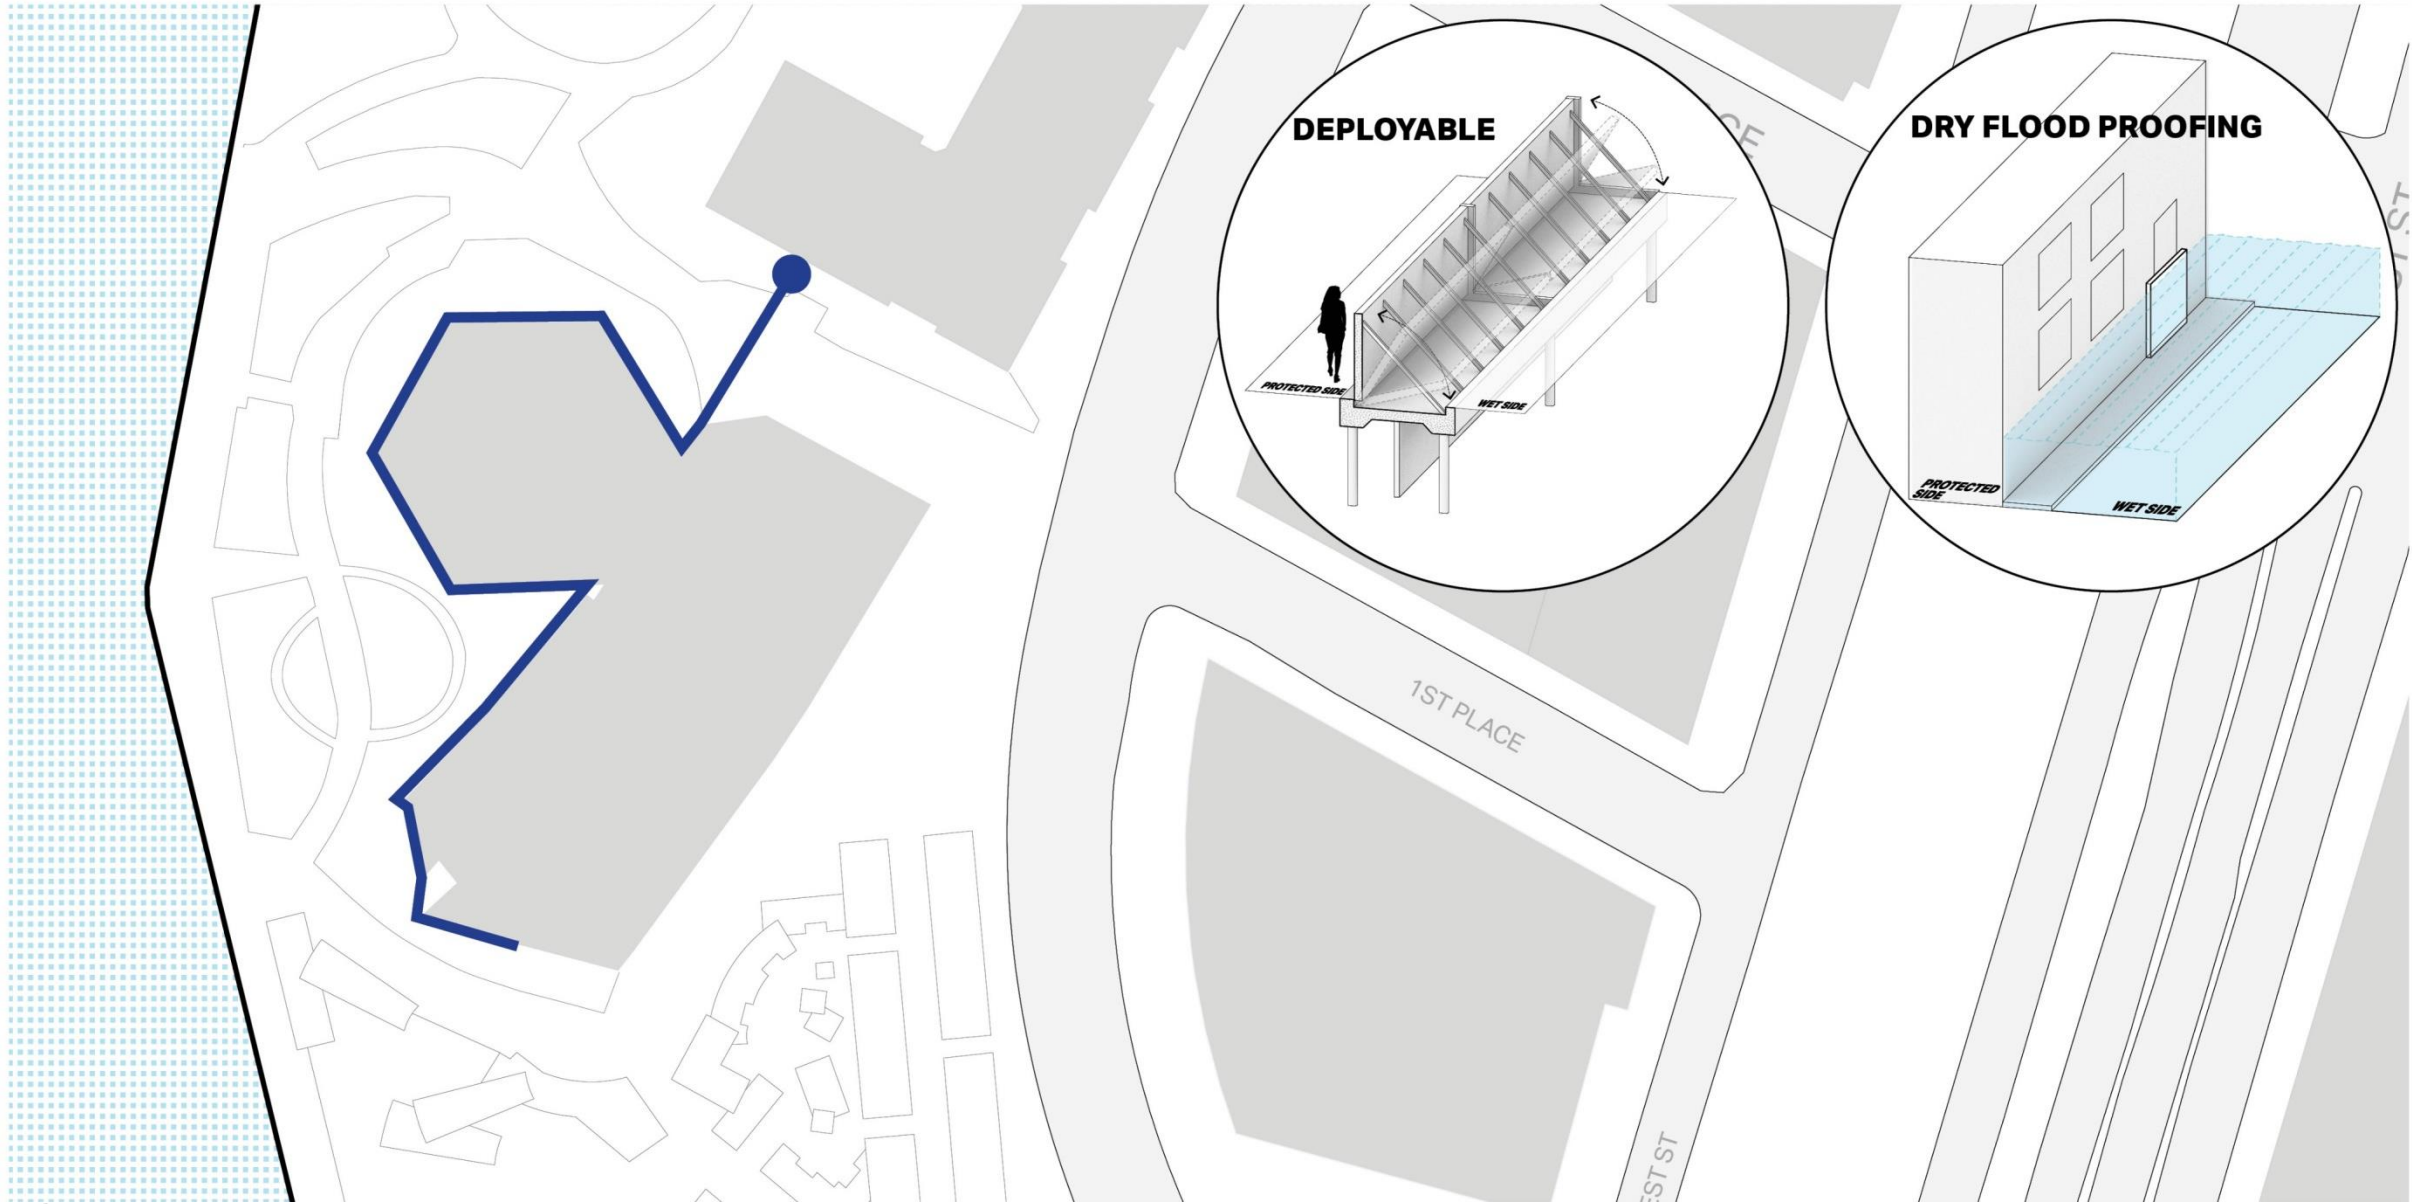 DEPLOYABLE
PROTECTED SIDE
WET SIDE
DRY FLOOD PROOFING
PROTECTED
SIDE
WET SIDE
1ST PLACE